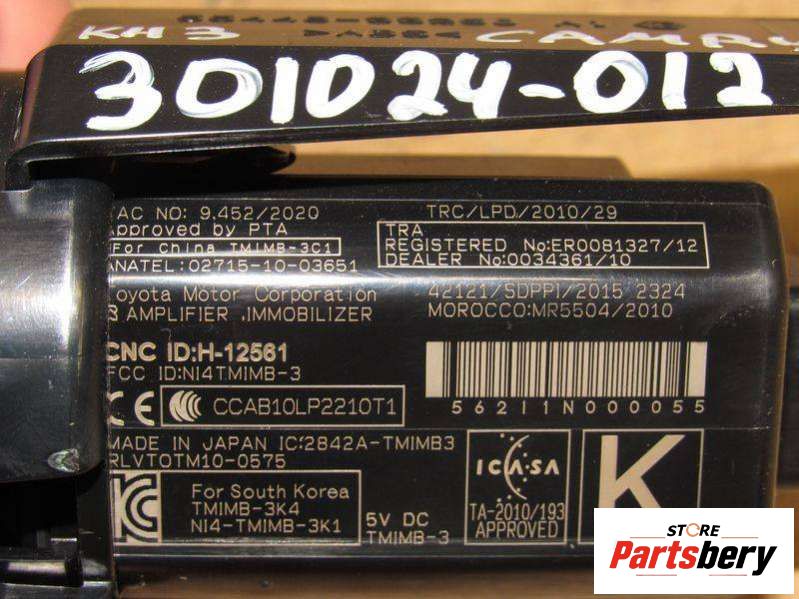 KH3 CAMRY
301024-012
TAC NO: 9.452/2020
Approved by PTA
For China TMIMB-3C1
ANATEL: 02715-10-03651
Toyota Motor Corporation
AMPLIFIER IMMOBILIZER
CNC ID:H-12561
FCC ID:NI4TMIMB-3
CE CCAB10LP2210T1
MADE IN JAPAN IC:2842A-TMIMB3
RLVTOTM10-0575
For South Korea
TMIMB-3K4
NI4-TMIMB-3K1
5V DC
TMIMB-3
TRC/LPD/2010/29
TRA
REGISTERED No:ER0081327/12
DEALER No:0034361/10
42121/SDPPI/2015 2324
MOROCCO:MR5504/2010
56211N000055
ICASA
TA-2010/193
APPROVED
K
STORE
Partsbery